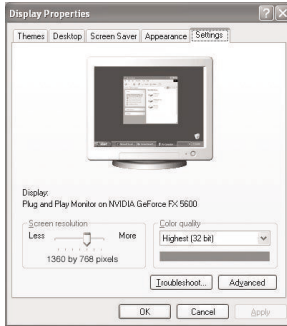 Display Properties
Themes Desktop Screen Saver Appearance Settings
Display:
Plug and Play Monitor on NVIDIA GeForce FX 5600
Screen resolution
Less More
1360 by 768 pixels
Color quality
Highest (32 bit)
Troubleshoot... Advanced
OK Cancel Apply